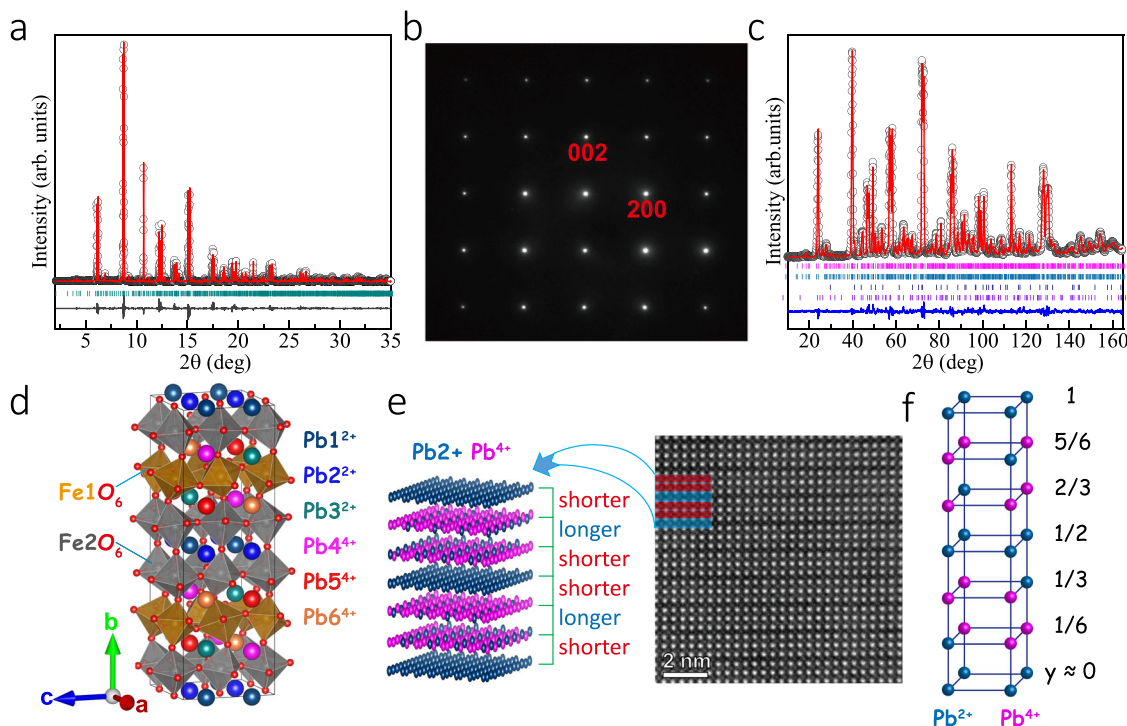 a
b
c
Intensity (arb. units)
5 10 15 20 25 30 35
2θ (deg)
002
200
Intensity (arb. units)
20 40 60 80 100 120 140 160
2θ (deg)
d
Fe1O6
Fe2O6
Pb1²⁺
Pb2²⁺
Pb3²⁺
Pb4⁴⁺
Pb5⁴⁺
Pb6⁴⁺
b
c
a
e
Pb2+ Pb⁴⁺
shorter
longer
shorter
shorter
longer
shorter
2 nm
f
1
5/6
2/3
1/2
1/3
1/6
y ≈ 0
Pb²⁺ Pb⁴⁺